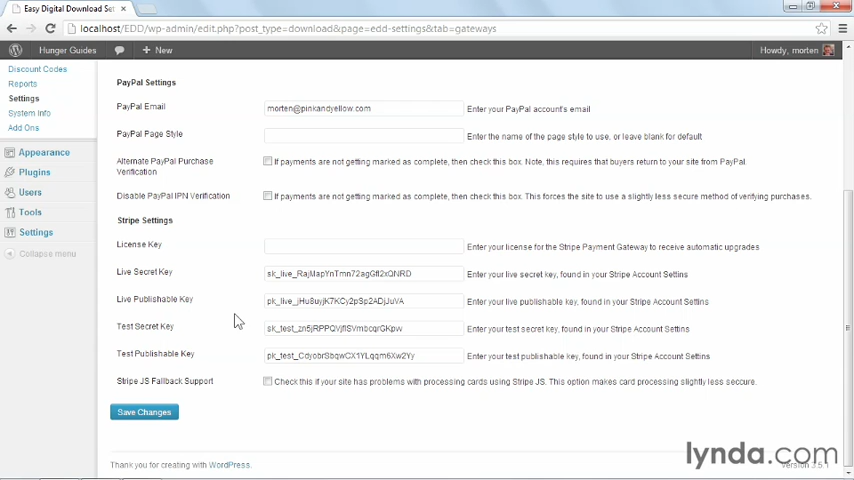 Easy Digital Download Set
localhost/EDD/wp-admin/edit.php?post_type=download&page=edd-settings&tab=gateways
Hunger Guides + New Howdy, morten
Discount Codes
Reports
Settings
System Info
Add Ons
Appearance
Plugins
Users
Tools
Settings
Collapse menu
PayPal Settings
PayPal Email morten@pinkandyellow.com Enter your PayPal account's email
PayPal Page Style Enter the name of the page style to use, or leave blank for default
Alternate PayPal Purchase
Verification
If payments are not getting marked as complete, then check this box. Note, this requires that buyers return to your site from PayPal.
Disable PayPal IPN Verification If payments are not getting marked as complete, then check this box. This forces the site to use a slightly less secure method of verifying purchases.
Stripe Settings
License Key Enter your license for the Stripe Payment Gateway to receive automatic upgrades
Live Secret Key Enter your live secret key, found in your Stripe Account Settins
Live Publishable Key Enter your live publishable key, found in your Stripe Account Settins
Test Secret Key Enter your test secret key, found in your Stripe Account Settins
Test Publishable Key Enter your test publishable key, found in your Stripe Account Settins
Stripe JS Fallback Support Check this if your site has problems with processing cards using Stripe JS. This option makes card processing slightly less secure.
Save Changes
Thank you for creating with WordPress.
lynda.com
Version 3.5.1